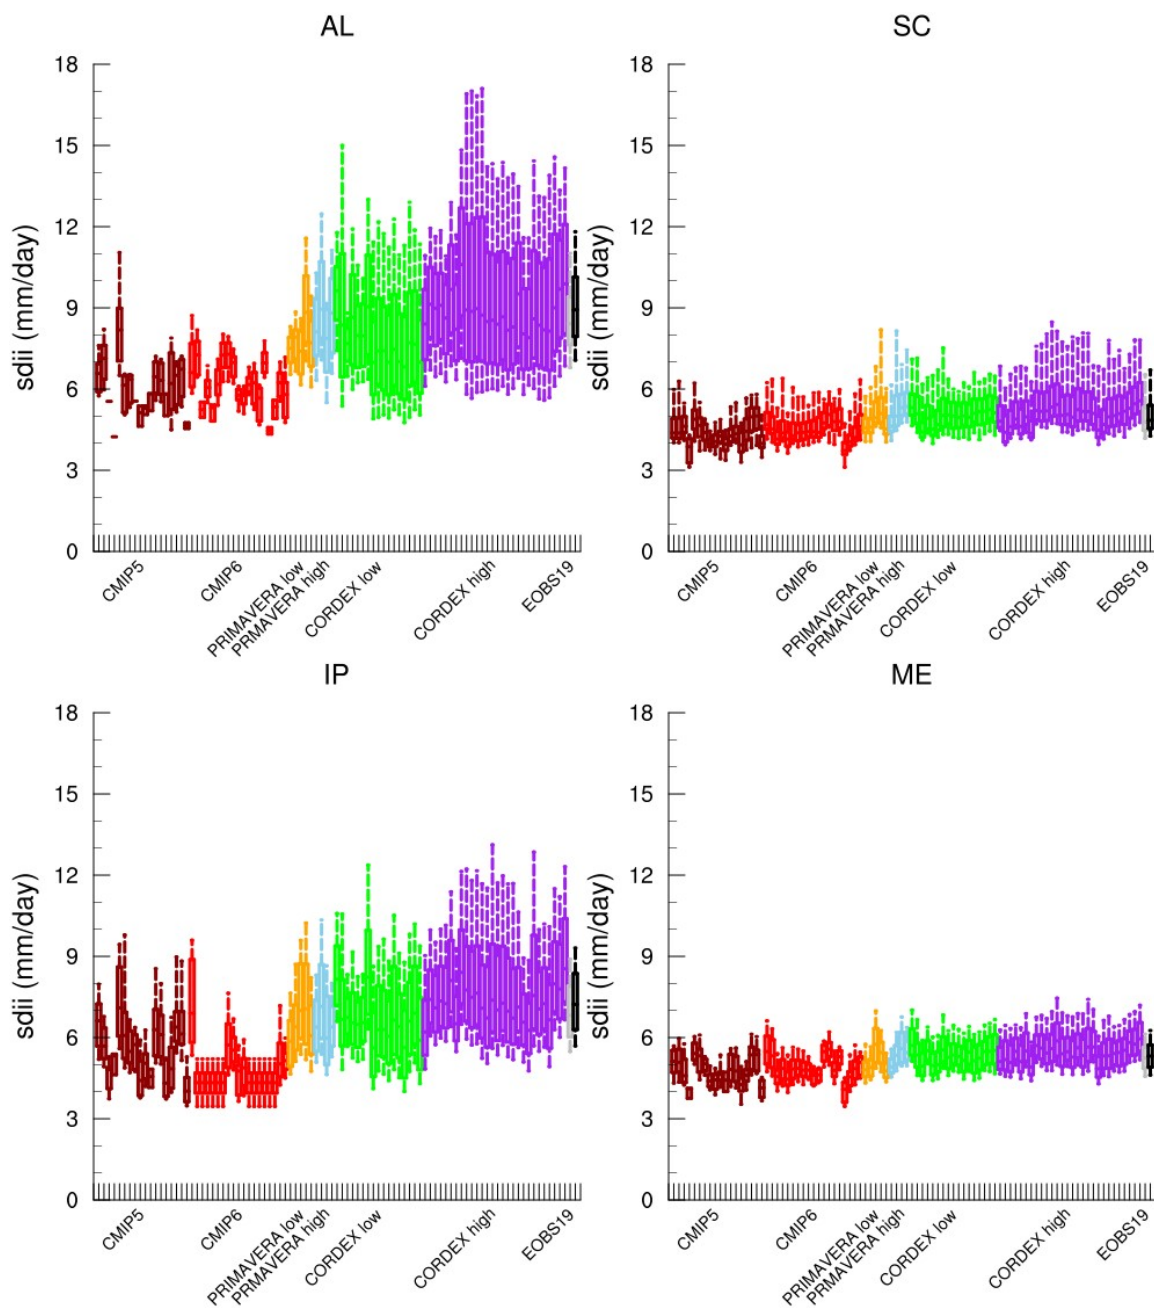 AL
SC
18
15
12
9
6
3
0
sdii (mm/day)
CMIP5
CMIP6
PRIMAVERA low
PRMAVERA high
CORDEX low
CORDEX high
EOBS19
18
15
12
9
6
3
0
sdii (mm/day)
CMIP5
CMIP6
PRIMAVERA low
PRMAVERA high
CORDEX low
CORDEX high
EOBS19
IP
ME
18
15
12
9
6
3
0
sdii (mm/day)
CMIP5
CMIP6
PRIMAVERA low
PRMAVERA high
CORDEX low
CORDEX high
EOBS19
18
15
12
9
6
3
0
sdii (mm/day)
CMIP5
CMIP6
PRIMAVERA low
PRMAVERA high
CORDEX low
CORDEX high
EOBS19